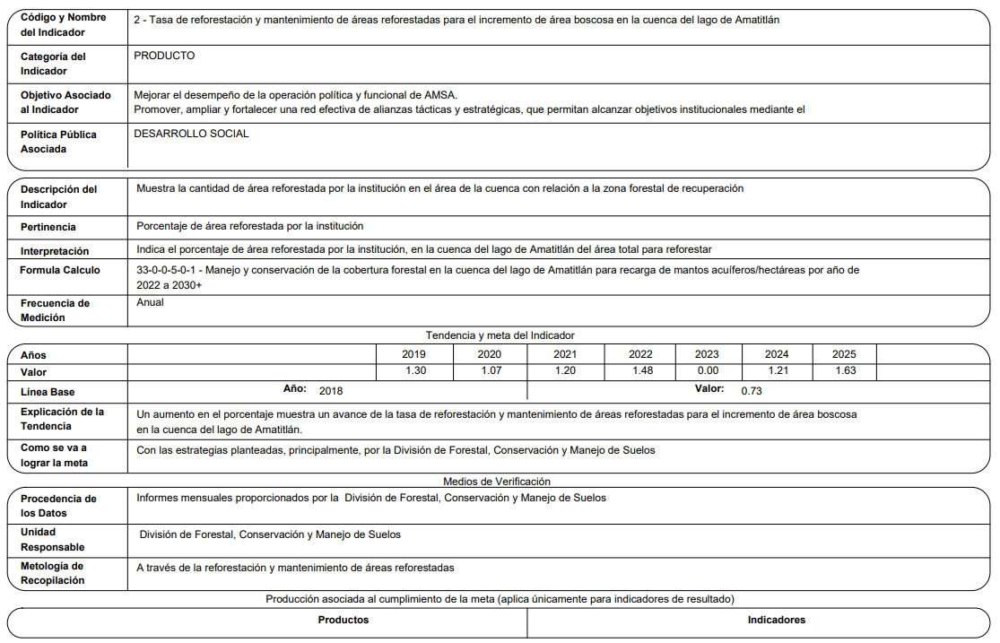 Código y Nombre
del Indicador
2 - Tasa de reforestación y mantenimiento de áreas reforestadas para el incremento de área boscosa en la cuenca del lago de Amatitlán
Categoría del
Indicador
PRODUCTO
Objetivo Asociado
al Indicador
Mejorar el desempeño de la operación política y funcional de AMSA.
Promover, ampliar y fortalecer una red efectiva de alianzas tácticas y estratégicas, que permitan alcanzar objetivos institucionales mediante el
Política Pública
Asociada
DESARROLLO SOCIAL
Descripción del
Indicador
Muestra la cantidad de área reforestada por la institución en el área de la cuenca con relación a la zona forestal de recuperación
Pertinencia
Porcentaje de área reforestada por la institución
Interpretación
Indica el porcentaje de área reforestada por la institución, en la cuenca del lago de Amatitlán del área total para reforestar
Formula Calculo
33-0-0-5-0-1 - Manejo y conservación de la cobertura forestal en la cuenca del lago de Amatitlán para recarga de mantos acuíferos/hectáreas por año de
2022 a 2030+
Frecuencia de
Medición
Anual
Tendencia y meta del Indicador
Años 2019 2020 2021 2022 2023 2024 2025
Valor 1.30 1.07 1.20 1.48 0.00 1.21 1.63
Línea Base Año: 2018 Valor: 0.73
Explicación de la
Tendencia
Un aumento en el porcentaje muestra un avance de la tasa de reforestación y mantenimiento de áreas reforestadas para el incremento de área boscosa
en la cuenca del lago de Amatitlán.
Como se va a
lograr la meta
Con las estrategias planteadas, principalmente, por la División de Forestal, Conservación y Manejo de Suelos
Medios de Verificación
Procedencia de
los Datos
Informes mensuales proporcionados por la División de Forestal, Conservación y Manejo de Suelos
Unidad
Responsable
División de Forestal, Conservación y Manejo de Suelos
Metología de
Recopilación
A través de la reforestación y mantenimiento de áreas reforestadas
Producción asociada al cumplimiento de la meta (aplica únicamente para indicadores de resultado)
Productos Indicadores